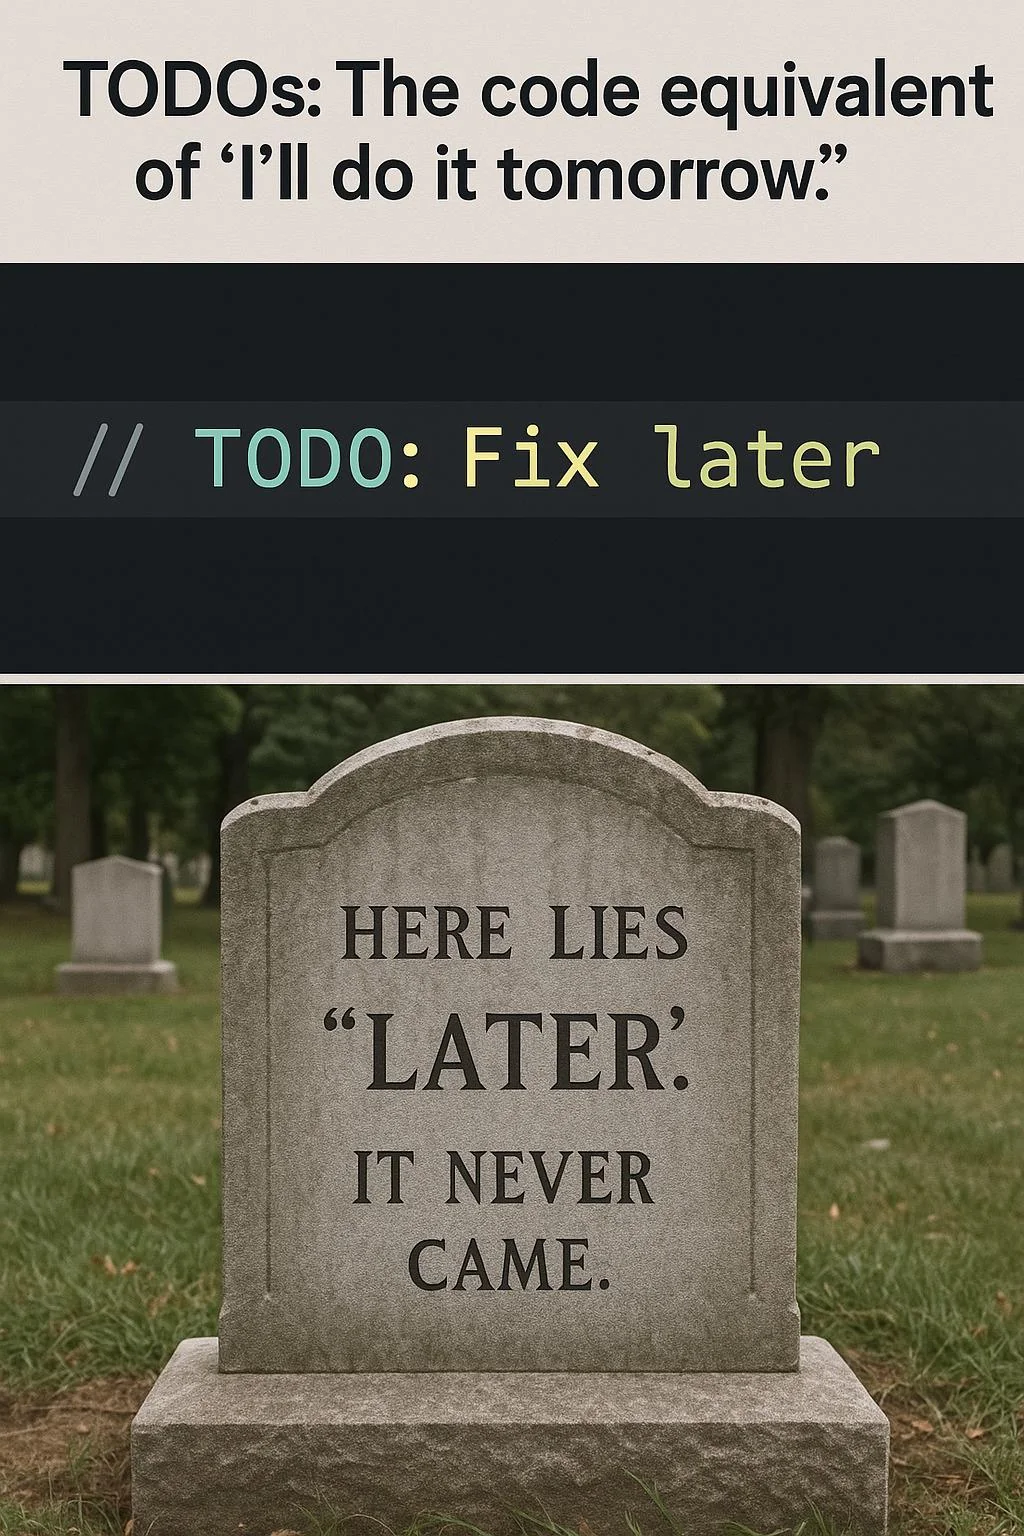 TODOs: The code equivalent
of ‘I’ll do it tomorrow.”
// TODO: Fix later
HERE LIES
“LATER.’
IT NEVER
CAME.